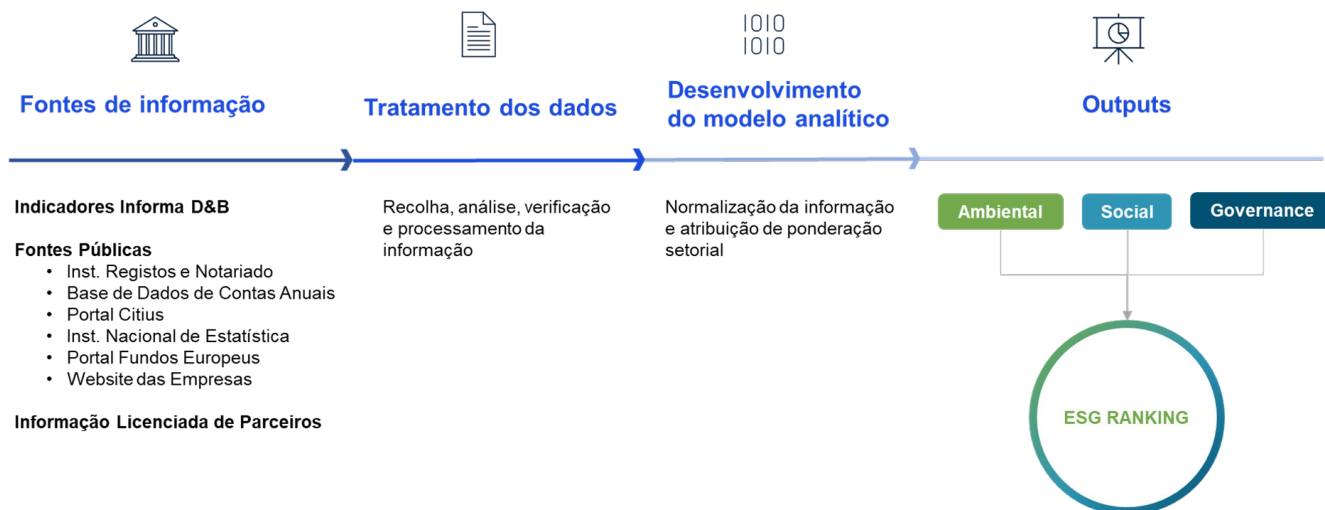 1010
1010
Fontes de informação
Tratamento dos dados
Desenvolvimento
do modelo analítico
Outputs
Indicadores Informa D&B
Fontes Públicas
• Inst. Registos e Notariado
• Base de Dados de Contas Anuais
• Portal Citius
• Inst. Nacional de Estatística
• Portal Fundos Europeus
• Website das Empresas
Informação Licenciada de Parceiros
Recolha, análise, verificação
e processamento da
informação
Normalização da informação
e atribuição de ponderação
setorial
Ambiental
Social
Governance
ESG RANKING